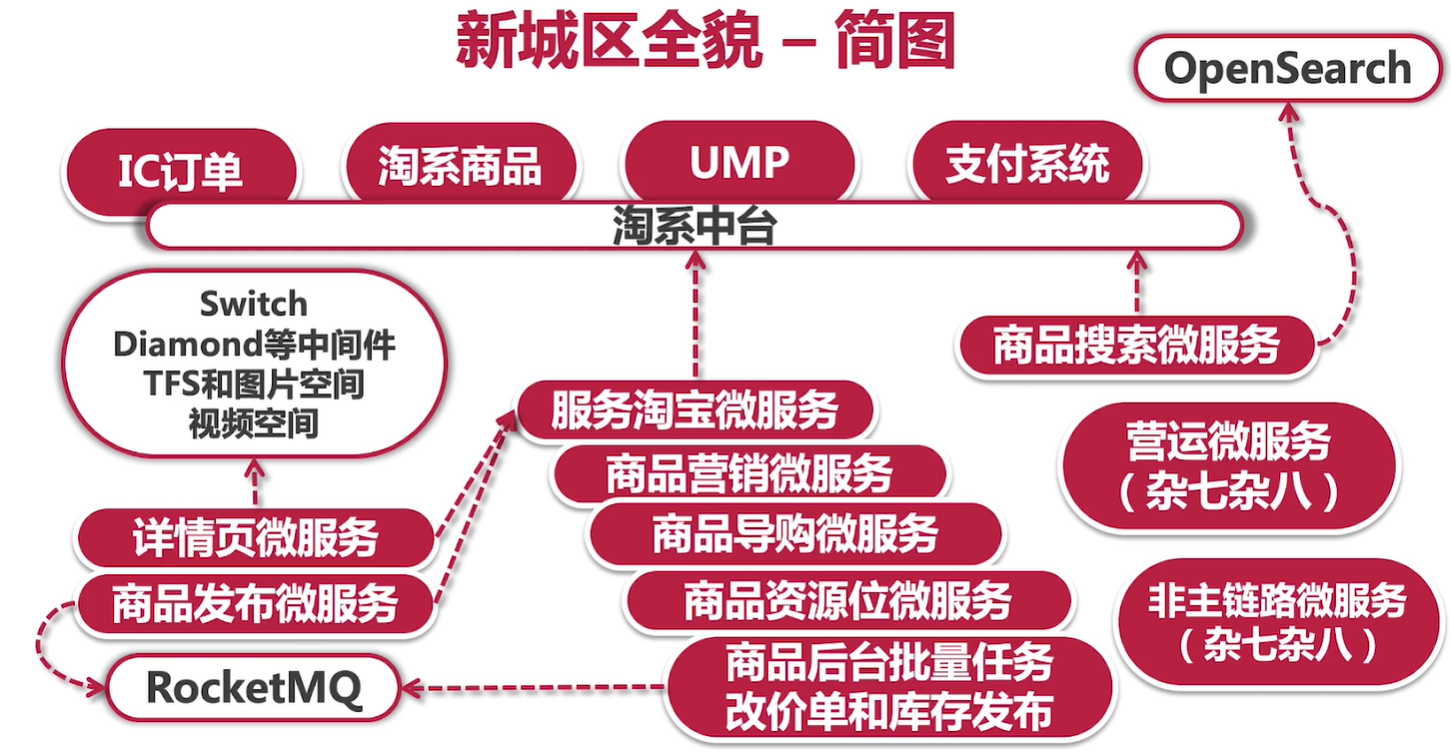 新城区全貌 – 简图
OpenSearch
IC订单
淘系商品
UMP
支付系统
淘系中台
Switch
Diamond等中间件
TFS和图片空间
视频空间
商品搜索微服务
服务淘宝微服务
营运微服务
（杂七杂八）
商品营销微服务
详情页微服务
商品导购微服务
商品发布微服务
商品资源位微服务
非主链路微服务
（杂七杂八）
RocketMQ
商品后台批量任务
改价单和库存发布